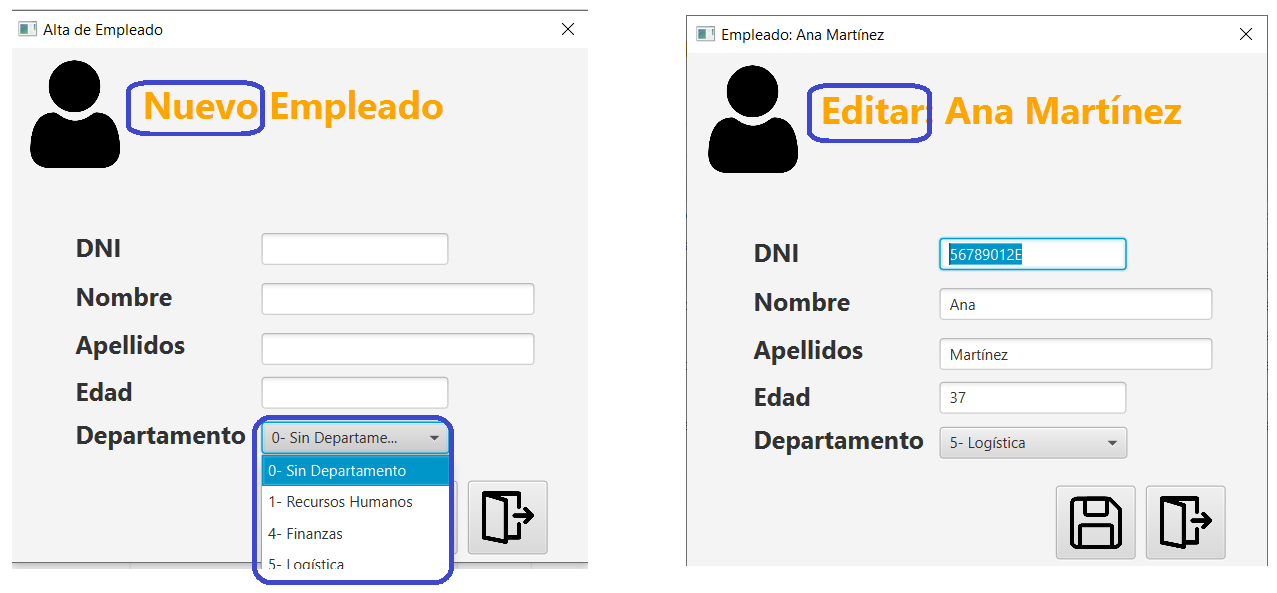 Alta de Empleado
Nuevo Empleado
DNI
Nombre
Apellidos
Edad
Departamento
0- Sin Departame...
0- Sin Departamento
1- Recursos Humanos
4- Finanzas
5- Logística
Empleado: Ana Martínez
Editar: Ana Martínez
DNI
56789012E
Nombre
Ana
Apellidos
Martínez
Edad
37
Departamento
5- Logística